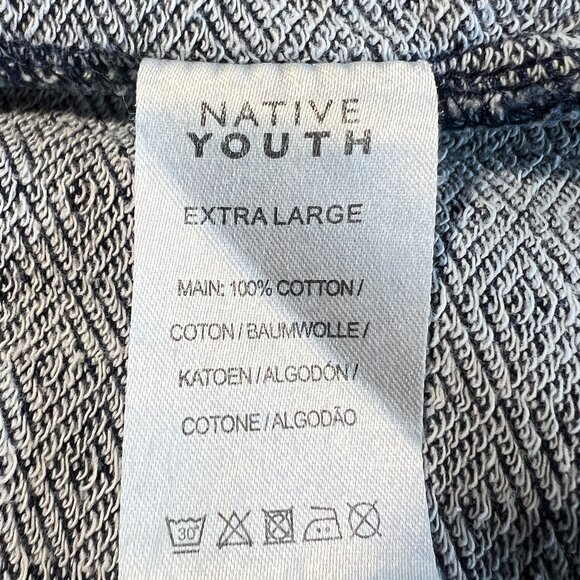 NATIVE
YOUTH
EXTRA LARGE
MAIN: 100% COTTON /
COTON / BAUMWOLLE /
KATOEN / ALGODÓN /
COTONE / ALGODÃO
30°